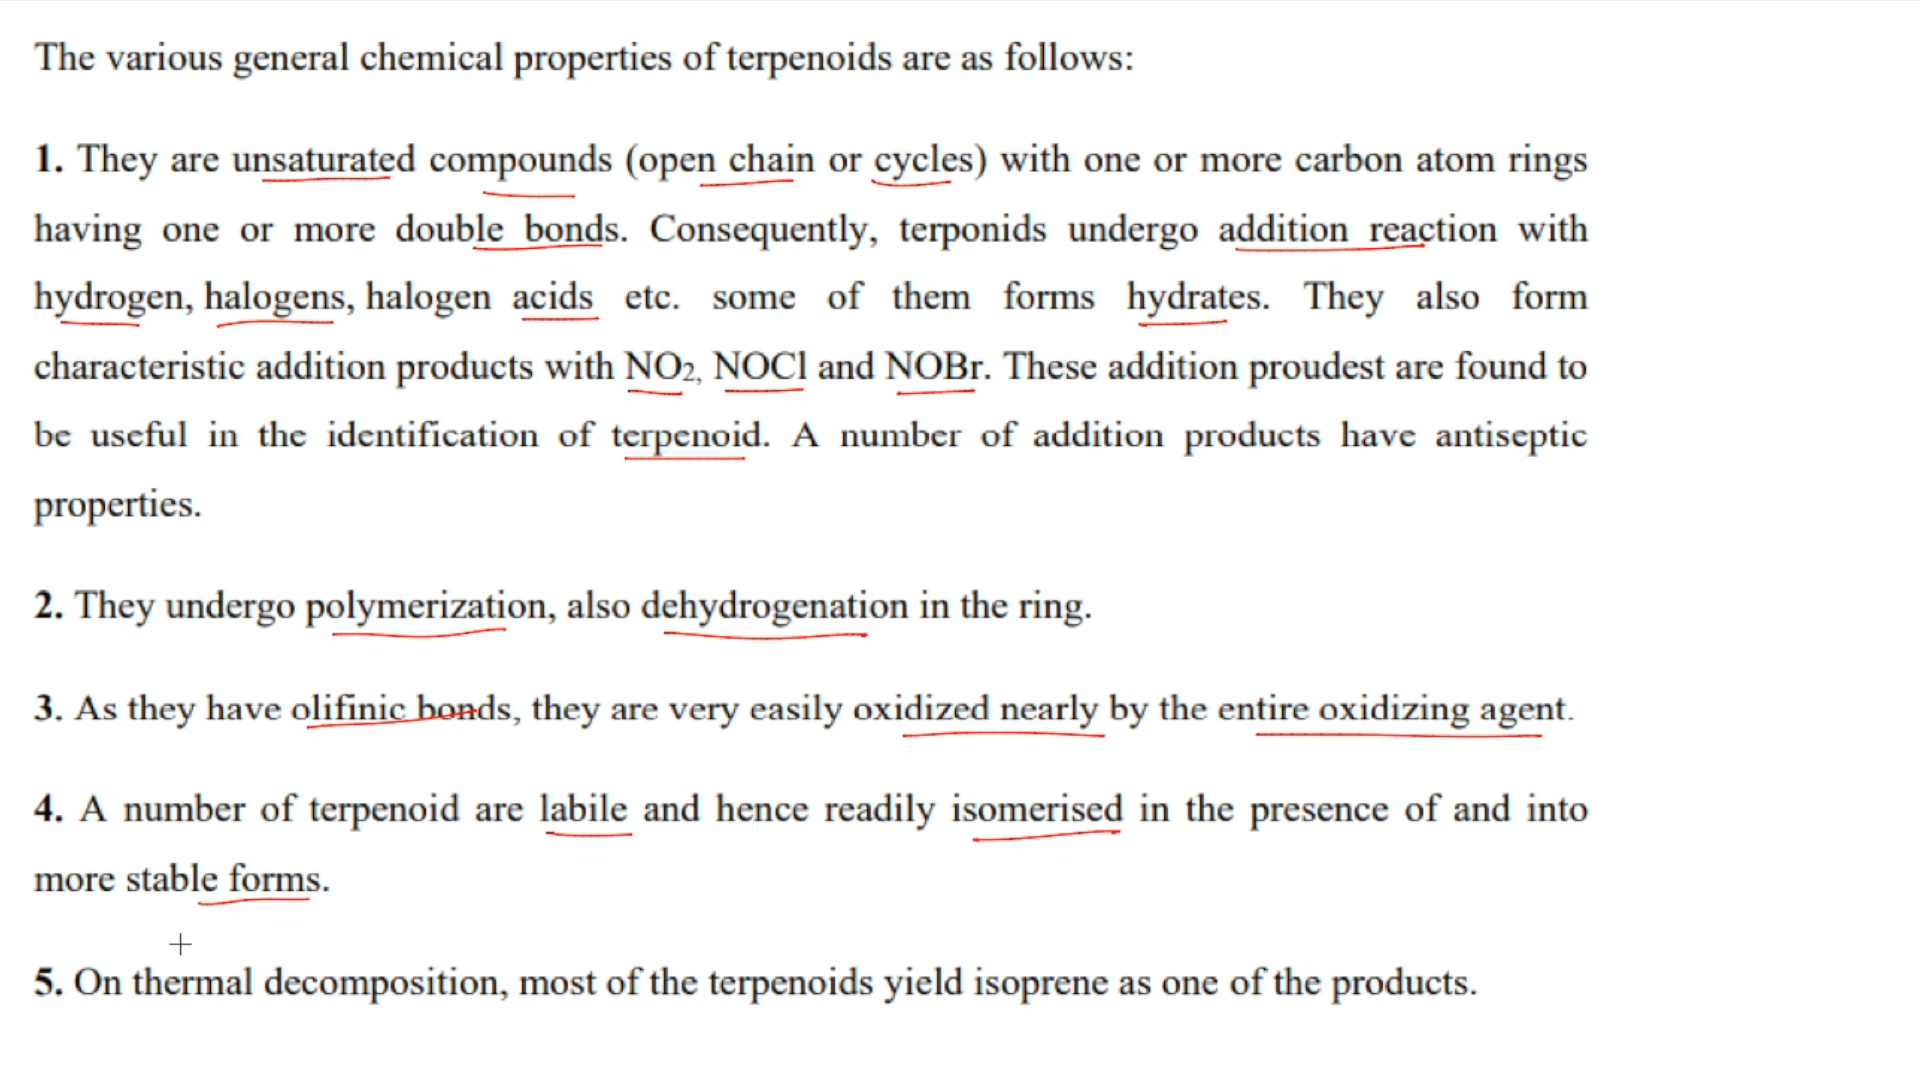 The various general chemical properties of terpenoids are as follows:
1. They are unsaturated compounds (open chain or cycles) with one or more carbon atom rings
having one or more double bonds. Consequently, terponids undergo addition reaction with
hydrogen, halogens, halogen acids etc. some of them forms hydrates. They also form
characteristic addition products with NO₂, NOCl and NOBr. These addition proudest are found to
be useful in the identification of terpenoid. A number of addition products have antiseptic
properties.
2. They undergo polymerization, also dehydrogenation in the ring.
3. As they have olifinic bonds, they are very easily oxidized nearly by the entire oxidizing agent.
4. A number of terpenoid are labile and hence readily isomerised in the presence of and into
more stable forms.
5. On thermal decomposition, most of the terpenoids yield isoprene as one of the products.